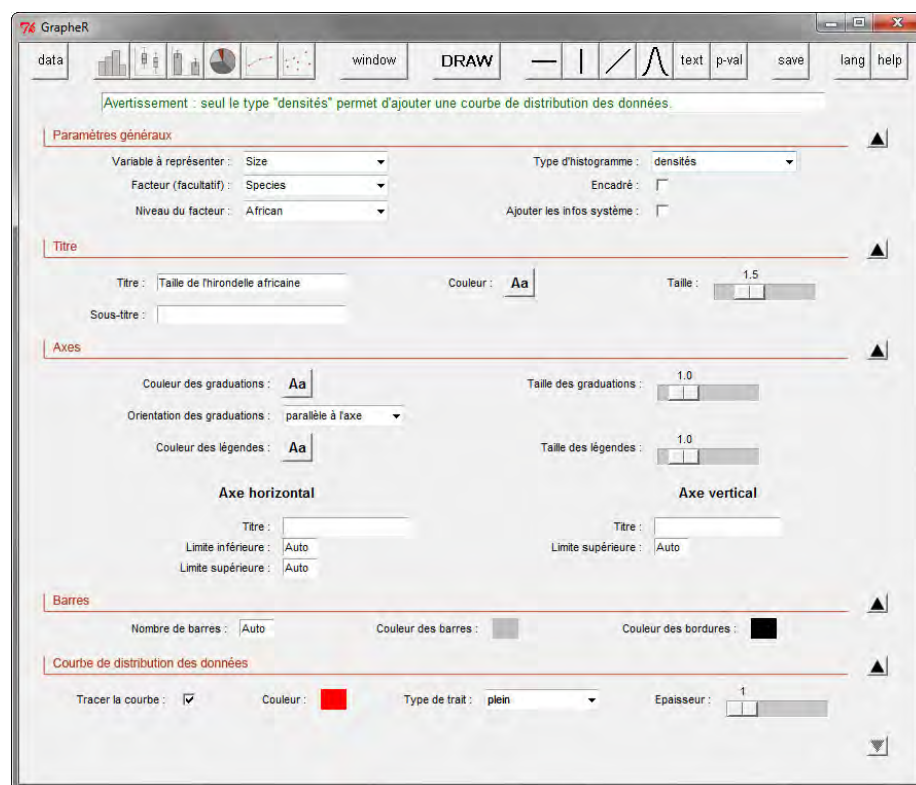 GrapheR
data window DRAW text p-val save lang help
Avertissement : seul le type "densités" permet d'ajouter une courbe de distribution des données.
Paramètres généraux
Variable à représenter : Size Type d'histogramme : densités
Facteur (facultatif) : Species Encadré :
Niveau du facteur : African Ajouter les infos système :
Titre
1.5
Titre : Taille de l'hirondelle africaine Couleur : Aa Taille :
Sous-titre :
Axes
1.0
Couleur des graduations : Aa Taille des graduations :
Orientation des graduations : parallèle à l'axe
1.0
Couleur des légendes : Aa Taille des légendes :
Axe horizontal Axe vertical
Titre : Titre :
Limite inférieure : Auto Limite supérieure : Auto
Limite supérieure : Auto
Barres
Nombre de barres : Auto Couleur des barres : Couleur des bordures :
Courbe de distribution des données
1
Tracer la courbe : Couleur : Type de trait : plein Epaisseur :